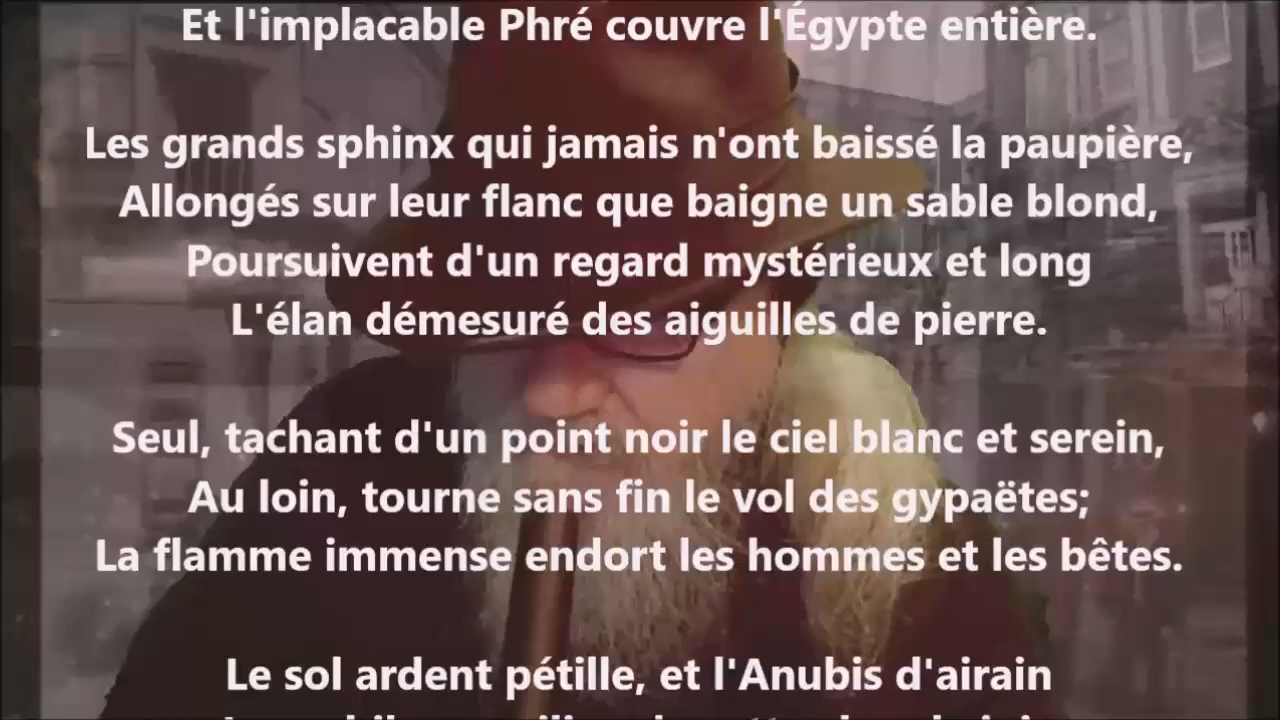 Et l'implacable Phré couvre l'Égypte entière.
Les grands sphinx qui jamais n'ont baissé la paupière,
Allongés sur leur flanc que baigne un sable blond,
Poursuivent d'un regard mystérieux et long
L'élan démesuré des aiguilles de pierre.
Seul, tachant d'un point noir le ciel blanc et serein,
Au loin, tourne sans fin le vol des gypaëtes;
La flamme immense endort les hommes et les bêtes.
Le sol ardent pétille, et l'Anubis d'airain